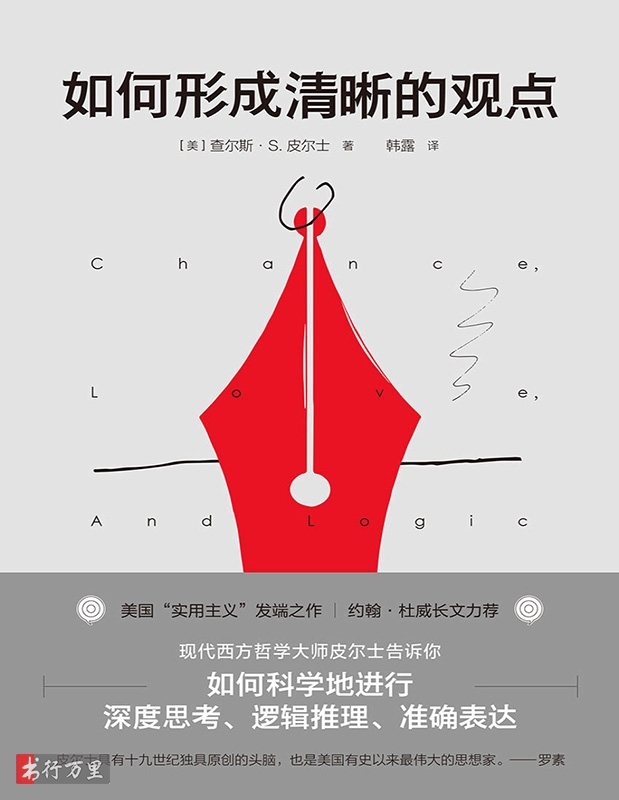 如何形成清晰的观点
[美]查尔斯·S.皮尔士 著 韩露 译
Chance,
Love,
And Logic
美国“实用主义”发端之作｜约翰·杜威长文力荐
现代西方哲学大师皮尔士告诉你
如何科学地进行
深度思考、逻辑推理、准确表达
皮尔士具有十九世纪独具原创的头脑，也是美国有史以来最伟大的思想家。——罗素
书行万里